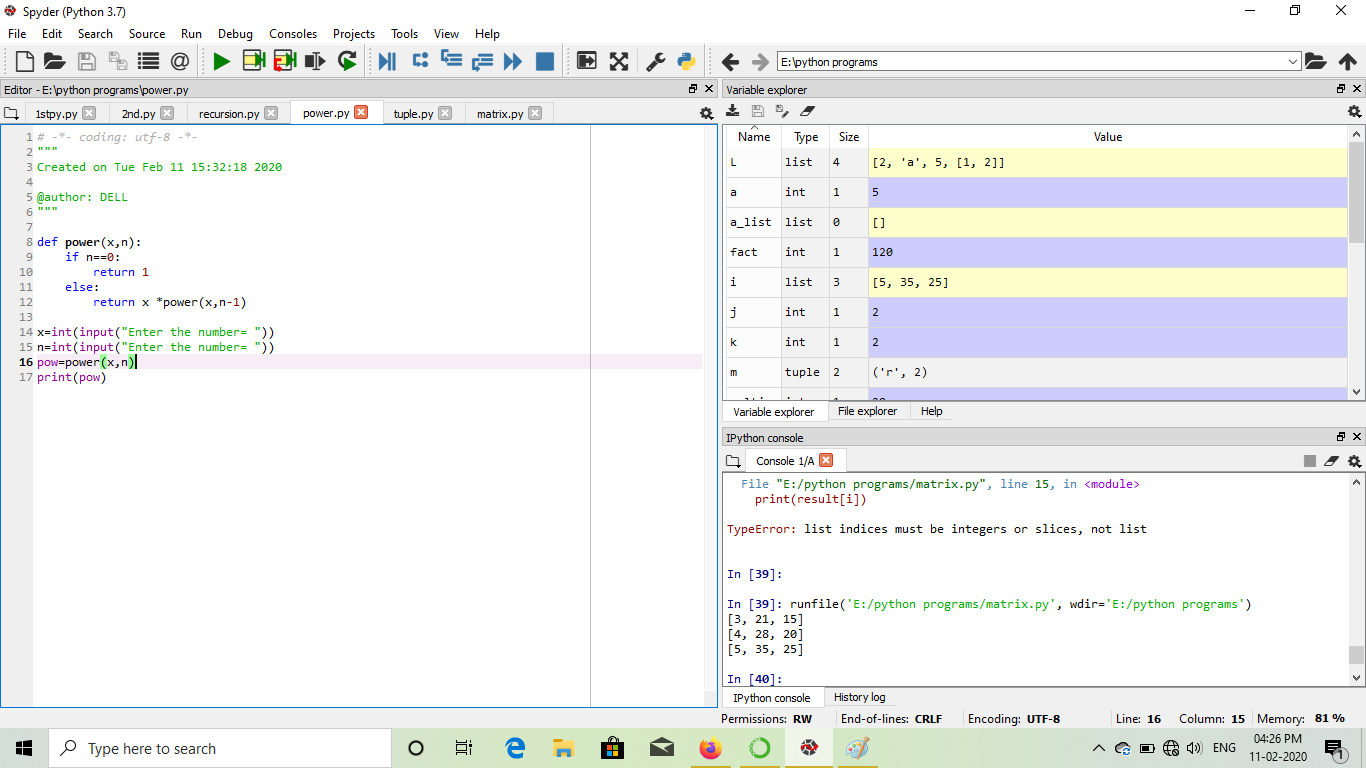 Spyder (Python 3.7)
File Edit Search Source Run Debug Consoles Projects Tools View Help
E:\python programs
Editor - E:\python programs\power.py
1stpy.py 2nd.py recursion.py power.py tuple.py matrix.py
1 # -*- coding: utf-8 -*-
2 """
3 Created on Tue Feb 11 15:32:18 2020
4
5 @author: DELL
6 """
7
8 def power(x,n):
9 if n==0:
10 return 1
11 else:
12 return x *power(x,n-1)
13
14 x=int(input("Enter the number= "))
15 n=int(input("Enter the number= "))
16 pow=power(x,n)
17 print(pow)
Variable explorer
Name Type Size Value
L list 4 [2, 'a', 5, [1, 2]]
a int 1 5
a_list list 0 []
fact int 1 120
i list 3 [5, 35, 25]
j int 1 2
k int 1 2
m tuple 2 ('r', 2)
Variable explorer File explorer Help
IPython console
Console 1/A
File "E:/python programs/matrix.py", line 15, in <module>
print(result[i])
TypeError: list indices must be integers or slices, not list
In [39]:
In [39]: runfile('E:/python programs/matrix.py', wdir='E:/python programs')
[3, 21, 15]
[4, 28, 20]
[5, 35, 25]
In [40]:
IPython console History log
Permissions: RW End-of-lines: CRLF Encoding: UTF-8 Line: 16 Column: 15 Memory: 81 %
Type here to search
ENG
04:26 PM
11-02-2020
1